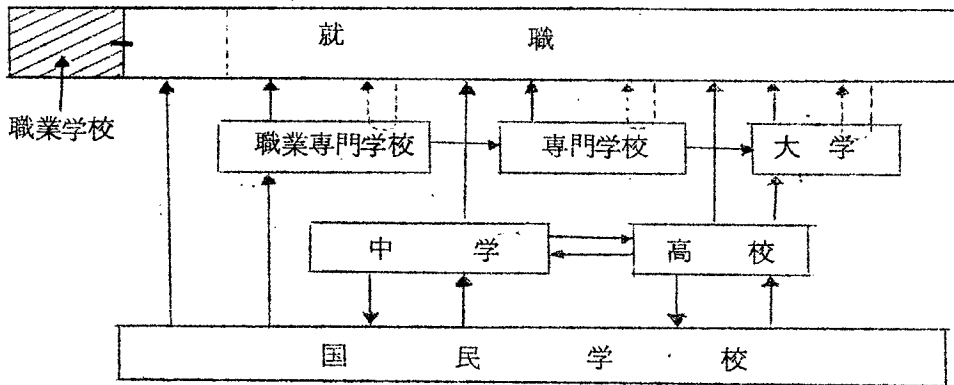 就職
職業学校
職業専門学校
専門学校
大学
中学
高校
国民学校